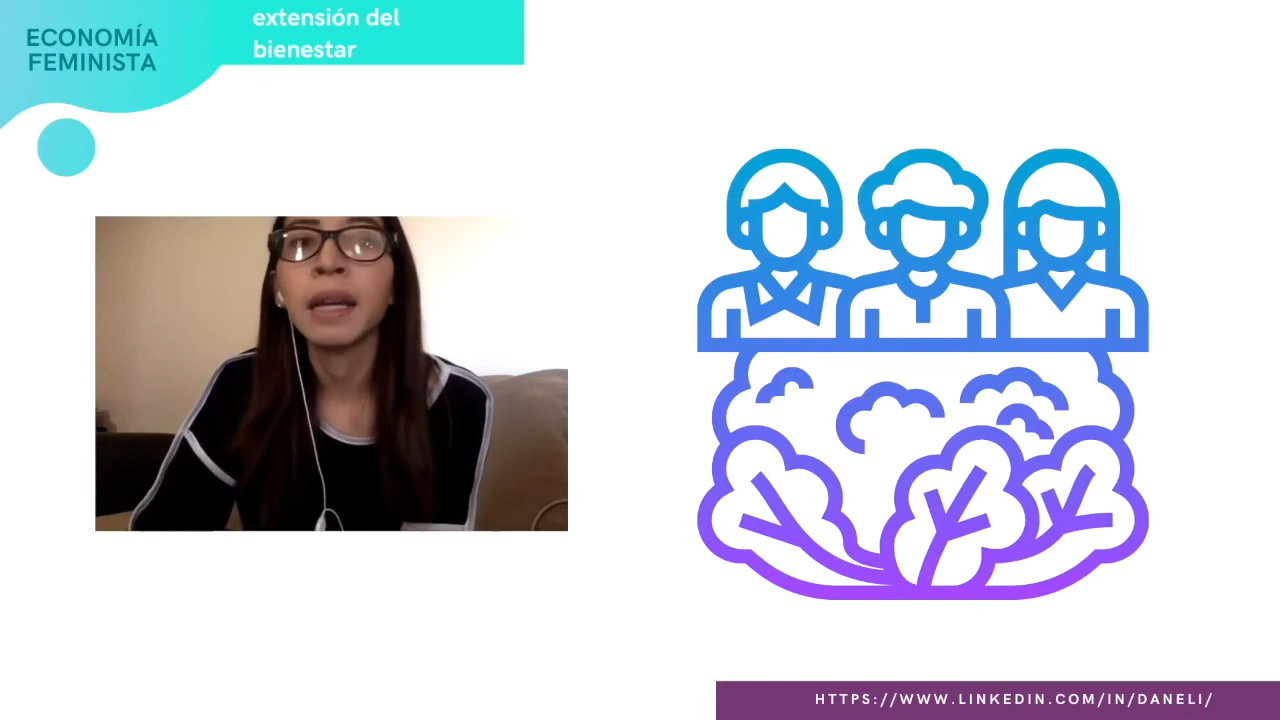 ECONOMÍA
FEMINISTA
extensión del
bienestar
HTTPS://WWW.LINKEDIN.COM/IN/DANELI/